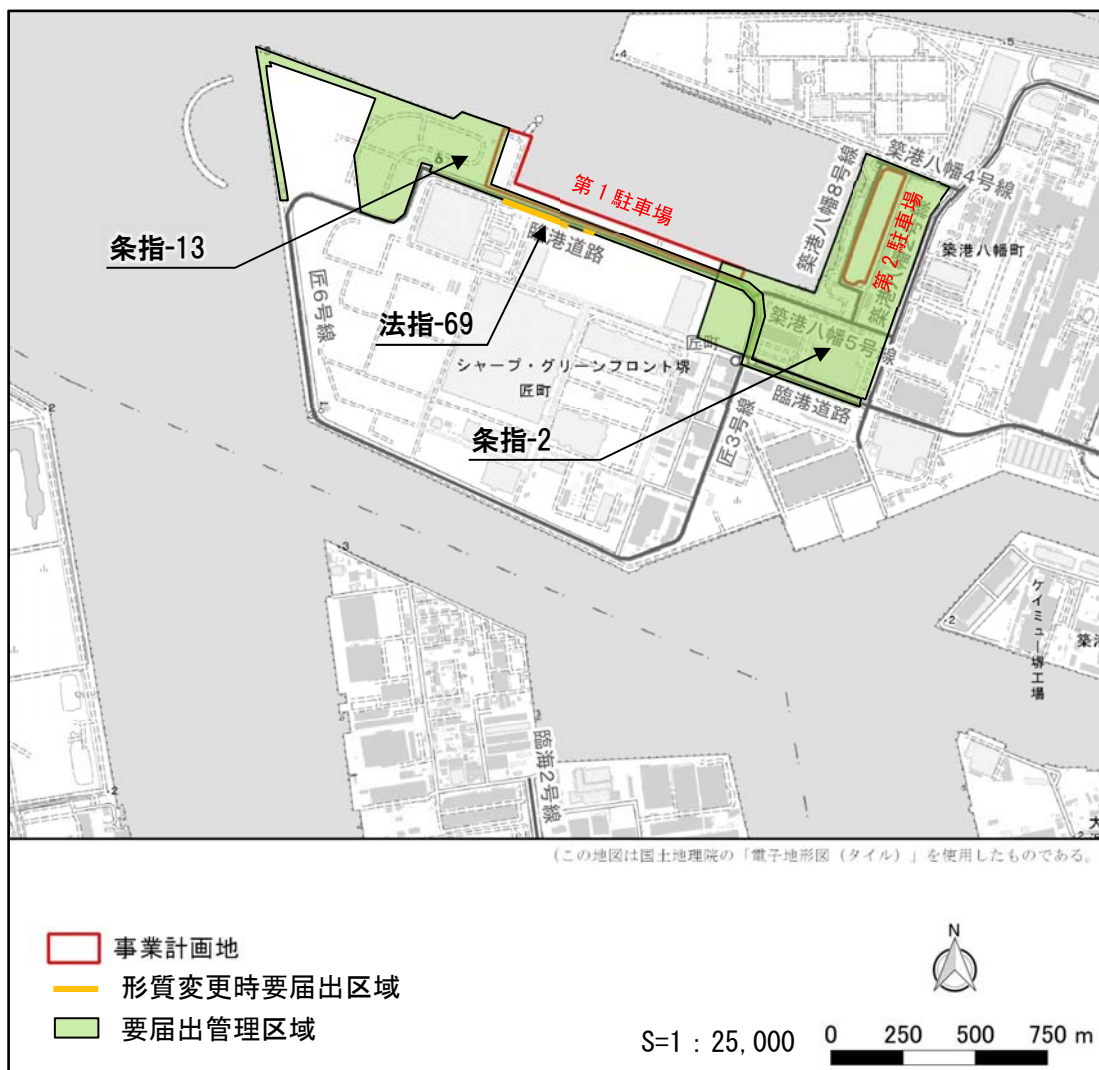 築港八幡4号線
築港八幡8号線
第1駐車場
第2駐車場
築港八幡町
条指-13
臨港道路
匠6号線
法指-69
築港八幡5号線
匠町
シャープ・グリーンフロント堺
匠町
臨港道路
条指-2
匠3号線
ケイミュー堺工場
臨海2号線
(この地図は国土地理院の「電子地形図（タイル）」を使用したものである。
事業計画地
形質変更時要届出区域
要届出管理区域
N
S=1：25,000
0 250 500 750 m